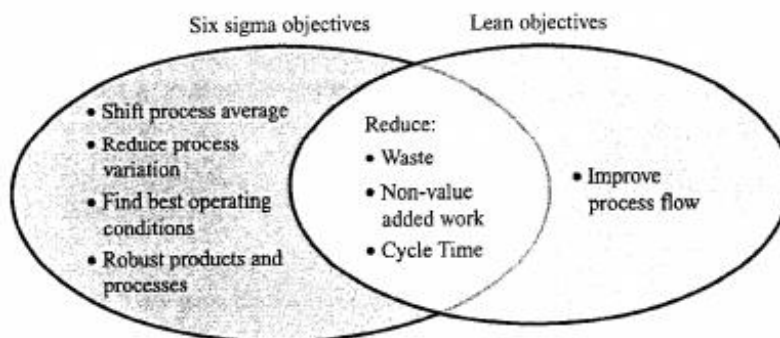 Six sigma objectives
Lean objectives
• Shift process average
• Reduce process
variation
• Find best operating
conditions
• Robust products and
processes
Reduce:
• Waste
• Non-value
added work
• Cycle Time
• Improve
process flow